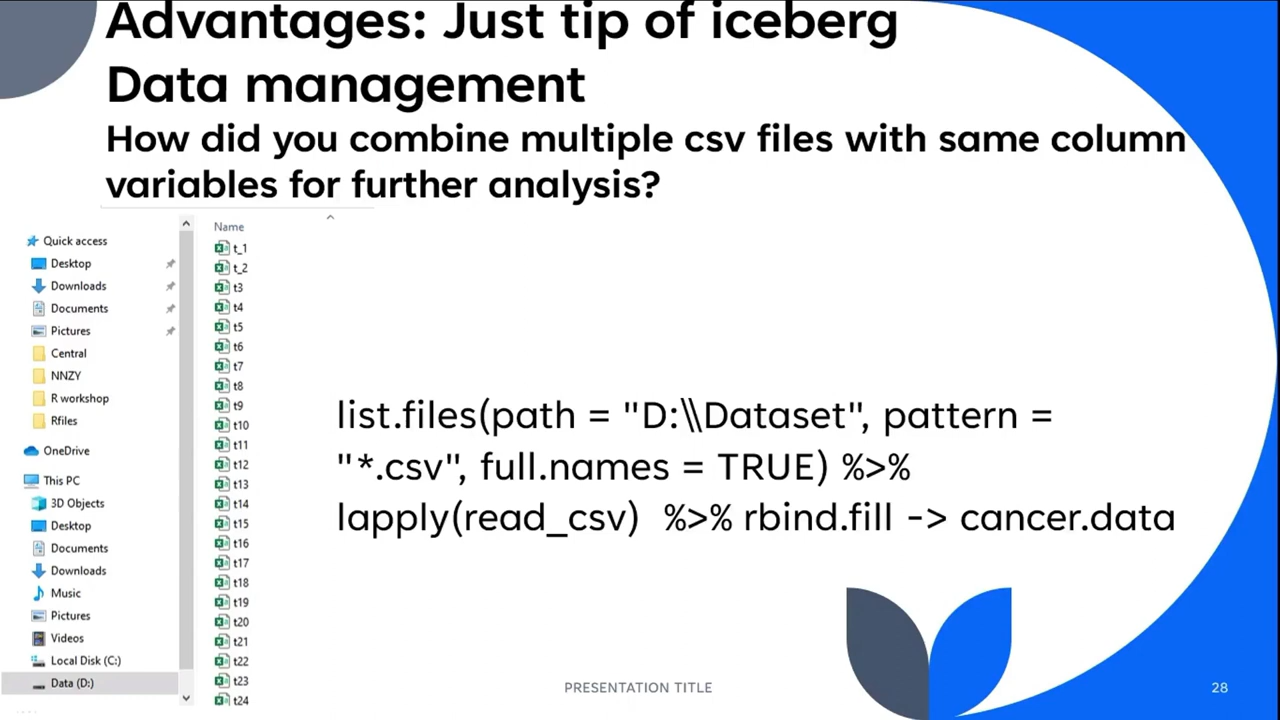 Advantages: Just tip of iceberg
Data management
How did you combine multiple csv files with same column
variables for further analysis?
Quick access
Desktop
Downloads
Documents
Pictures
Central
NNZY
R workshop
Rfiles
OneDrive
This PC
3D Objects
Desktop
Documents
Downloads
Music
Pictures
Videos
Local Disk (C:)
Data (D:)
Name
t_1
t_2
t3
t4
t5
t6
t7
t8
t9
t10
t11
t12
t13
t14
t15
t16
t17
t18
t19
t20
t21
t22
t23
t24
list.files(path = "D:\\Dataset", pattern =
"*.csv", full.names = TRUE) %>%
lapply(read_csv) %>% rbind.fill -> cancer.data
PRESENTATION TITLE
28